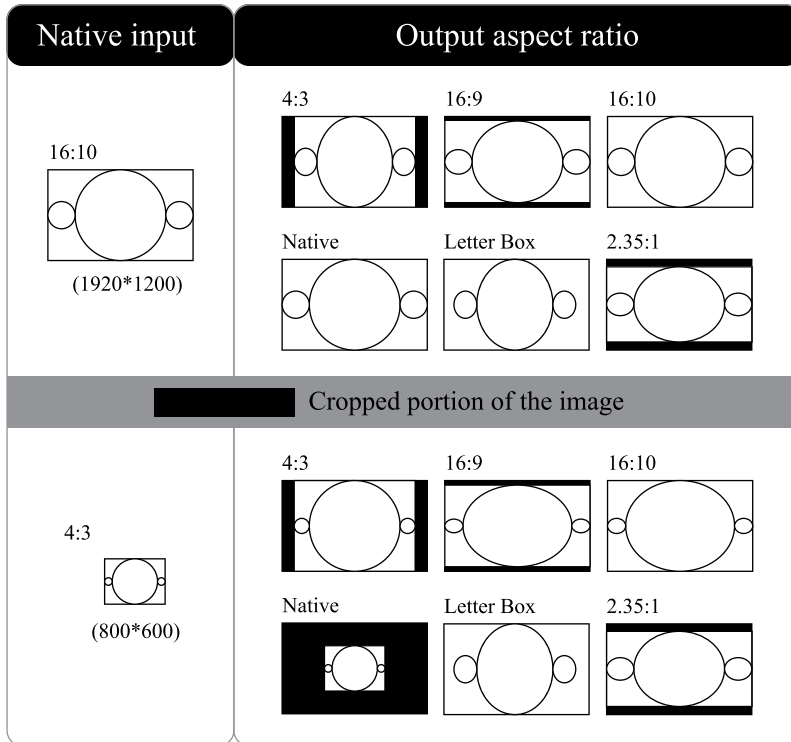 Native input
Output aspect ratio
16:10
(1920*1200)
4:3
16:9
16:10
Native
Letter Box
2.35:1
Cropped portion of the image
4:3
(800*600)
4:3
16:9
16:10
Native
Letter Box
2.35:1